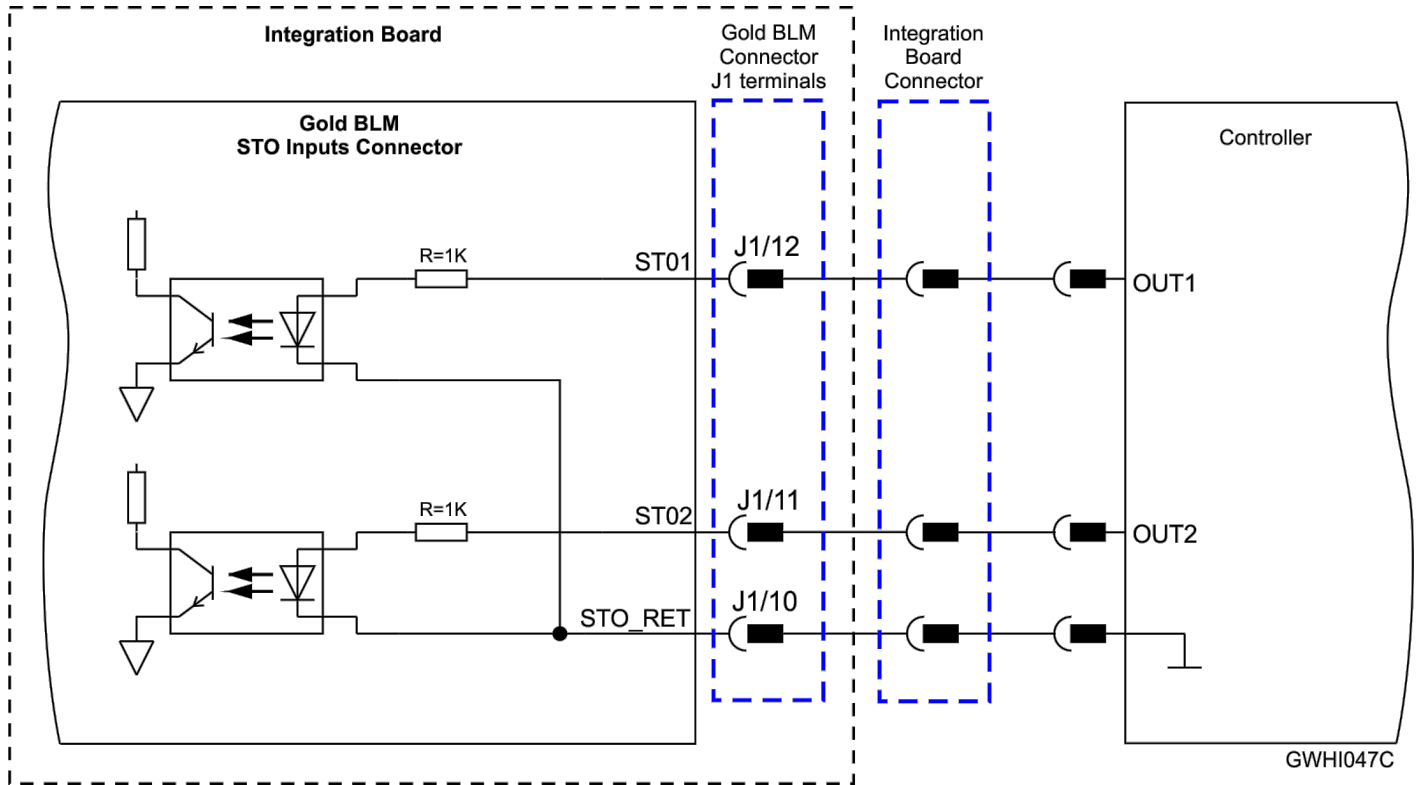 Integration Board
Gold BLM
Connector
J1 terminals
Integration
Board
Connector
Gold BLM
STO Inputs Connector
Controller
R=1K
ST01
J1/12
OUT1
R=1K
ST02
J1/11
OUT2
STO_RET
J1/10
GWHI047C